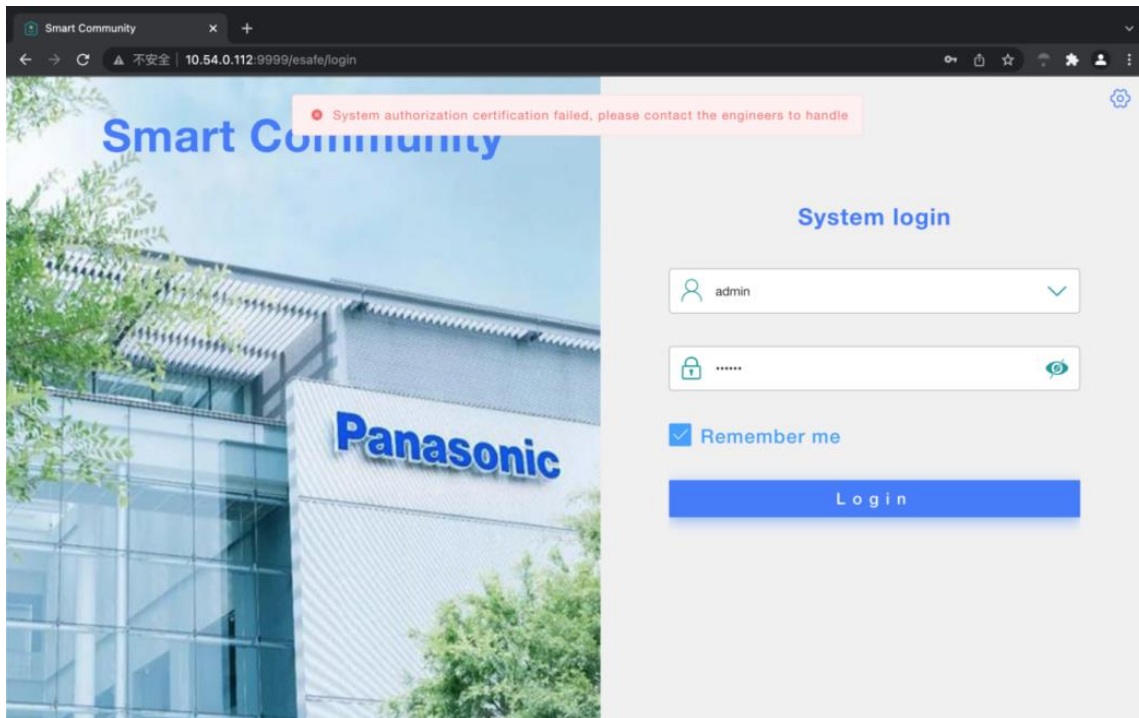 Smart Community
不安全 | 10.54.0.112:9999/esafe/login
System authorization certification failed, please contact the engineers to handle
Smart Community
System login
admin
Remember me
Login
Panasonic